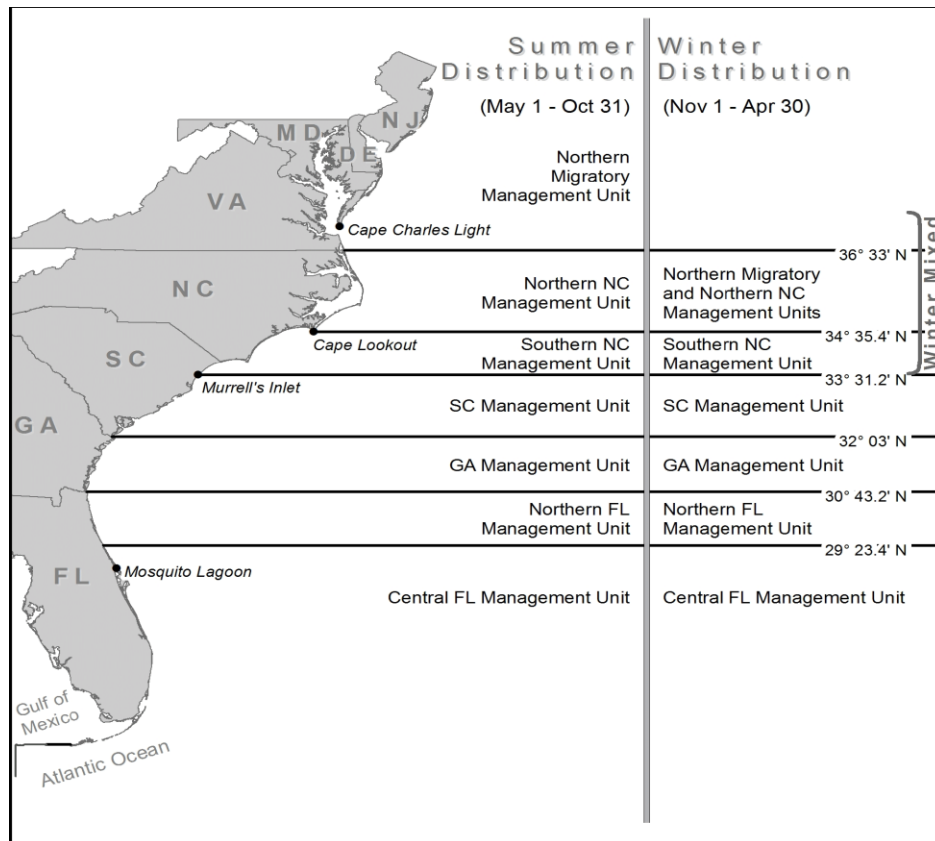 Summer
Distribution
(May 1 - Oct 31)
Winter
Distribution
(Nov 1 - Apr 30)
NJ
MD
DE
VA
Northern
Migratory
Management Unit
Cape Charles Light
36° 33' N
Winter Mixed
NC
Northern NC
Management Unit
Northern Migratory
and Northern NC
Management Units
34° 35.4' N
Cape Lookout
SC
Southern NC
Management Unit
Southern NC
Management Unit
33° 31.2' N
Murrell's Inlet
SC Management Unit
SC Management Unit
GA
32° 03' N
GA Management Unit
GA Management Unit
30° 43.2' N
Northern FL
Management Unit
Northern FL
Management Unit
29° 23.4' N
FL
Mosquito Lagoon
Central FL Management Unit
Central FL Management Unit
Gulf of
Mexico
Atlantic Ocean